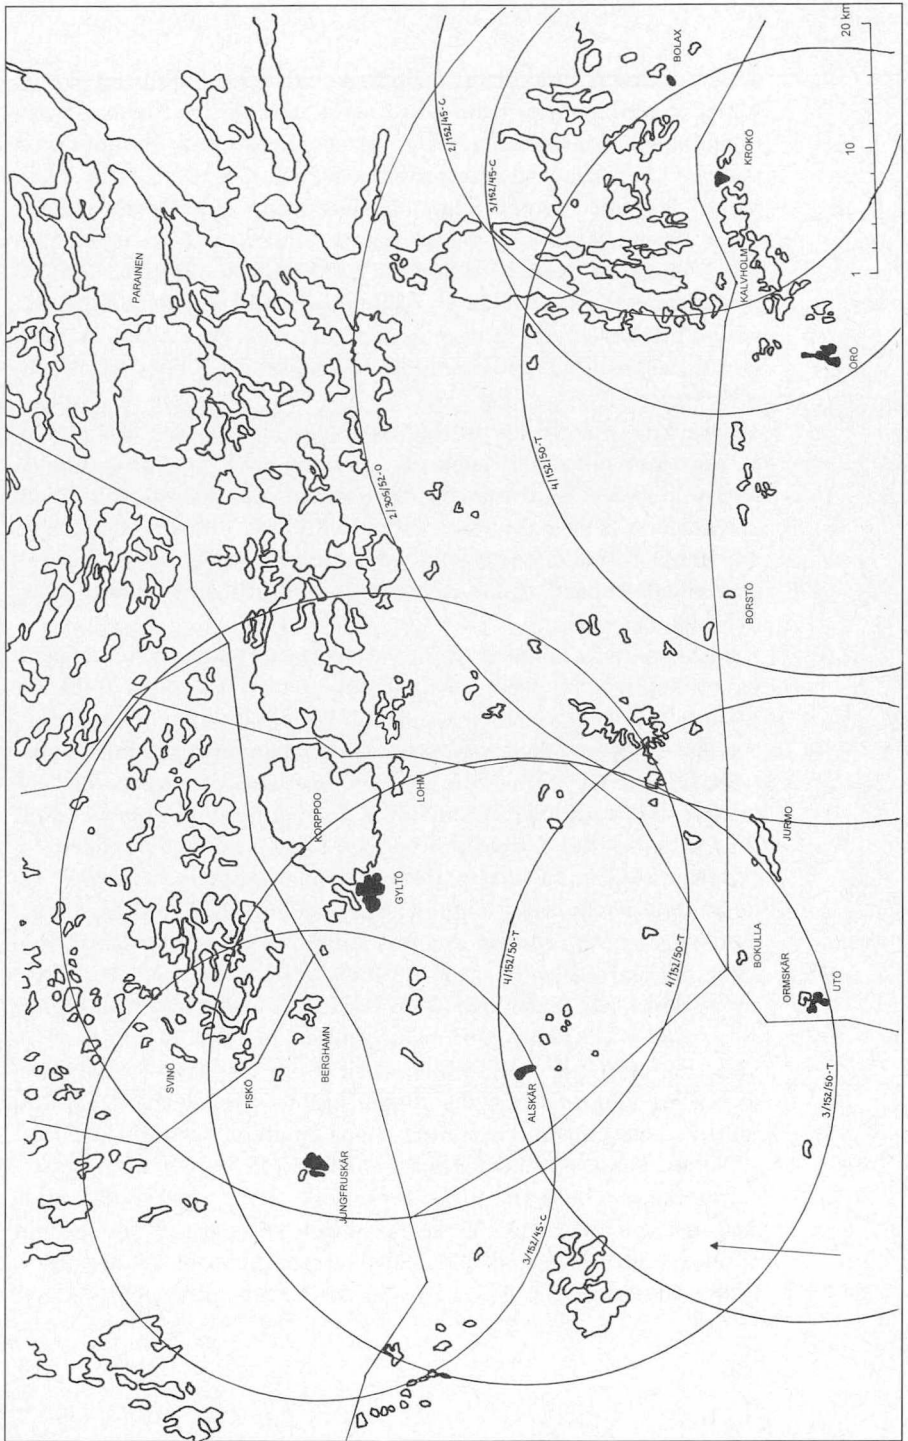 20 km
10
1
BOLAX
2/152/45-C
3/152/45-C
KROKÖ
PARAINEN
KALVHOLM
ÖRÖ
4/152/50-T
2/305/52-O
BORSTÖ
LOHM
KORPPOO
JURMO
GYLTÖ
4/152/50-T
4/152/50-T
BOKULLA
ORMSKÄR
UTÖ
SVINÖ
FISKÖ
BERGHAMN
ALSKÄR
3/152/50-T
JUNGFRUSKÄR
3/152/45-C